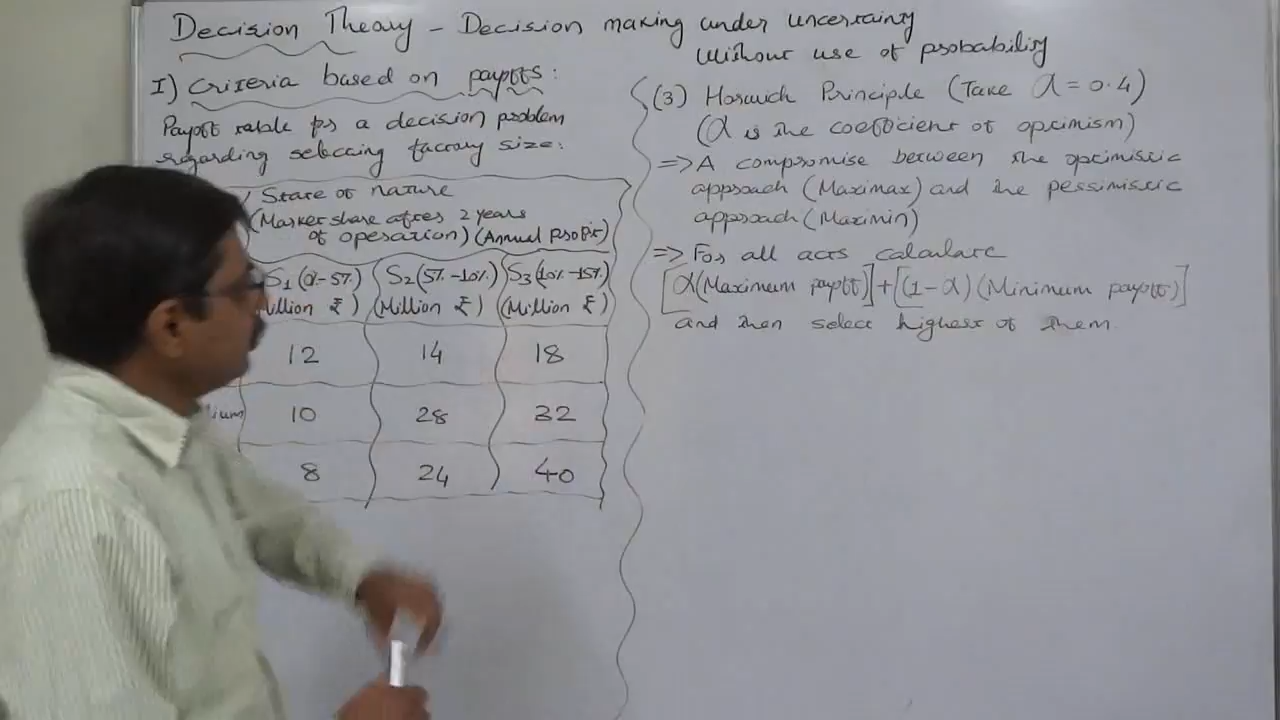 Decision Theory – Decision making under uncertainty
without use of probability
I) Criteria based on payoffs:
Payoff table for a decision problem
regarding selecting factory size:
State of nature
(Market share after 2 years
of operation) (Annual profit)
S1 (0%-5%) S2 (5%-10%) S3 (10%-15%)
(Million ₹) (Million ₹)
12 14 18
10 28 32
8 24 40
(3) Horwich Principle (Take α = 0.4)
(α is the coefficient of optimism)
=> A compromise between the optimistic
approach (Maximax) and the pessimistic
approach (Maximin)
=> For all acts calculate
[α(Maximum payoff)]+[(1-α)(Minimum payoff)]
and then select highest of them.